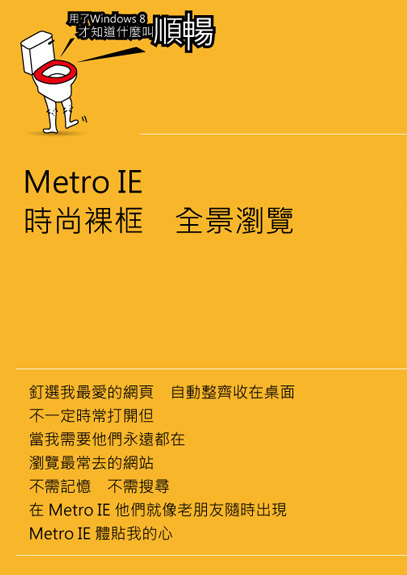 用了Windows 8
才知道什麼叫順暢
Metro IE
時尚裸框　全景瀏覽
釘選我最愛的網頁　自動整齊收在桌面
不一定時常打開但
當我需要他們永遠都在
瀏覽最常去的網站
不需記憶　不需搜尋
在 Metro IE 他們就像老朋友隨時出現
Metro IE 體貼我的心